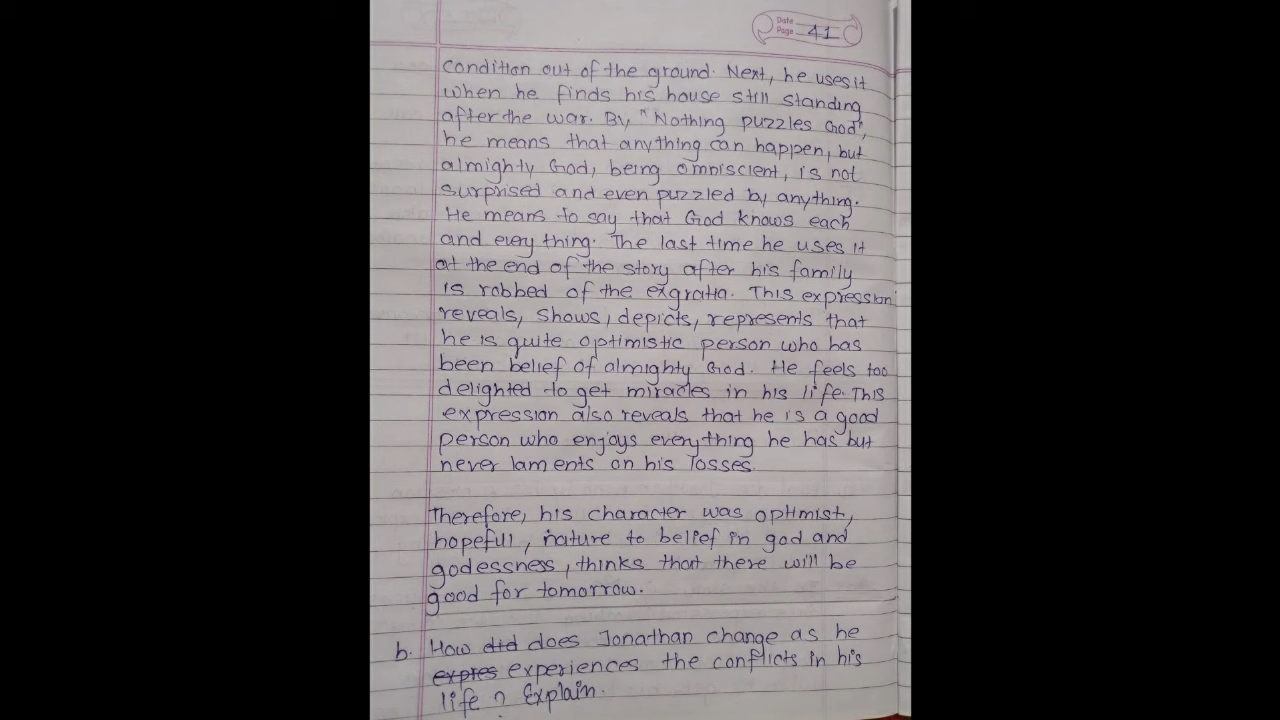 Date
Page 41
condition out of the ground. Next, he uses it
when he finds his house still standing
after the war. By, "Nothing puzzles God",
he means that anything can happen, but
almighty God, being omniscient, is not
surprised and even puzzled by anything.
He means to say that God knows each
and every thing. The last time he uses it
at the end of the story after his family
is robbed of the exgratia. This expression
reveals, shows, depicts, represents that
he is quite optimistic person who has
been belief of almighty God. He feels too
delighted to get miracles in his life. This
expression also reveals that he is a good
person who enjoys everything he has but
never laments on his losses.
Therefore, his character was optimist,
hopeful, nature to belief in god and
godessness, thinks that there will be
good for tomorrow.
b. How did does Jonathan change as he
expres experiences the conflicts in his
life ? Explain.